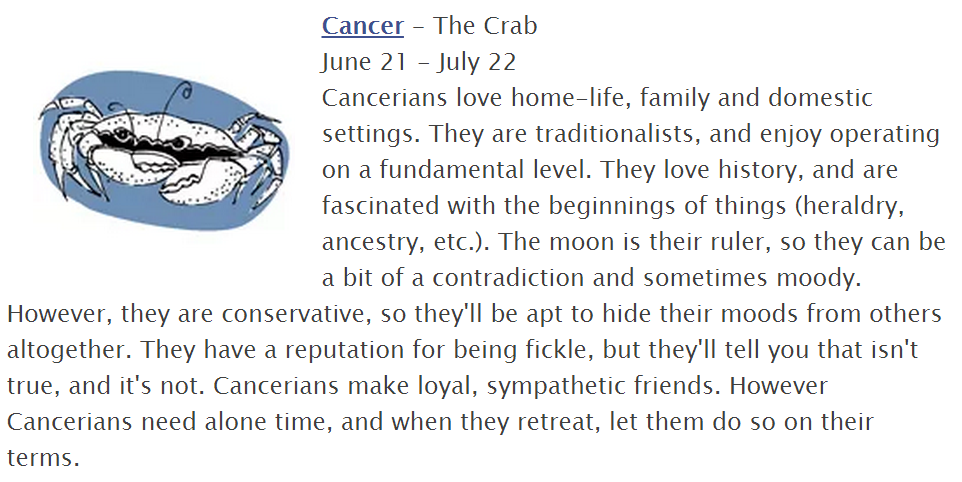 Cancer – The Crab
June 21 – July 22
Cancerians love home-life, family and domestic
settings. They are traditionalists, and enjoy operating
on a fundamental level. They love history, and are
fascinated with the beginnings of things (heraldry,
ancestry, etc.). The moon is their ruler, so they can be
a bit of a contradiction and sometimes moody.
However, they are conservative, so they'll be apt to hide their moods from others
altogether. They have a reputation for being fickle, but they'll tell you that isn't
true, and it's not. Cancerians make loyal, sympathetic friends. However
Cancerians need alone time, and when they retreat, let them do so on their
terms.